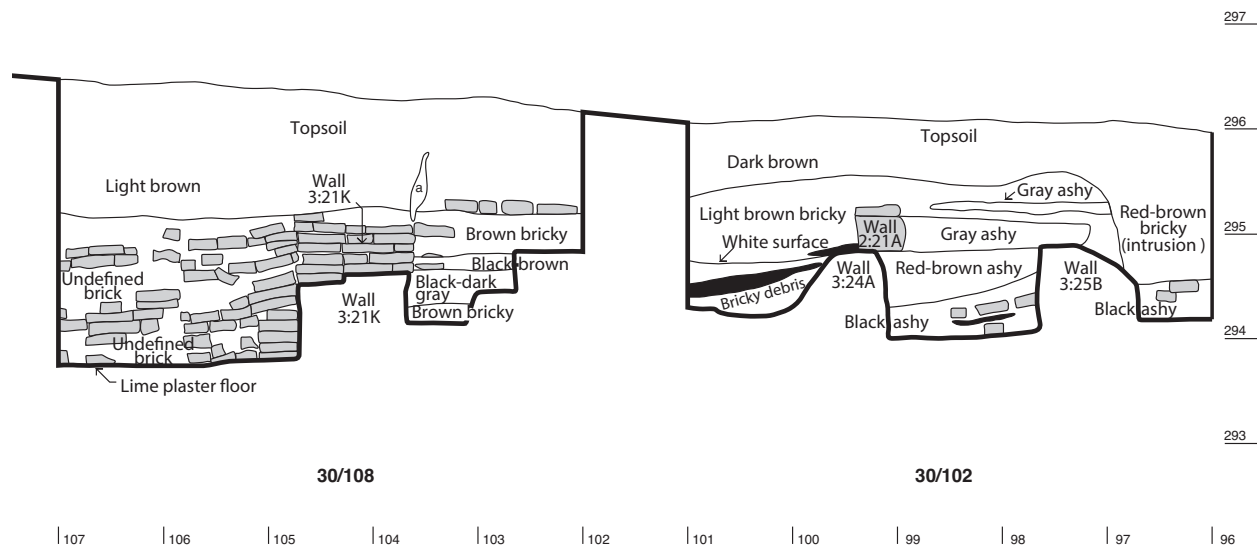 297
296
295
294
293
Topsoil
Light brown
Wall
3:21K
a
Brown bricky
Black-brown
Black-dark
gray
Brown bricky
Wall
3:21K
Undefined
brick
Undefined
brick
Lime plaster floor
Topsoil
Dark brown
Gray ashy
Light brown bricky
Wall
2:21A
Gray ashy
Red-brown
bricky
(intrusion )
White surface
Wall
3:24A
Red-brown ashy
Wall
3:25B
Bricky debris
Black ashy
Black ashy
30/108
30/102
107 106 105 104 103 102 101 100 99 98 97 96